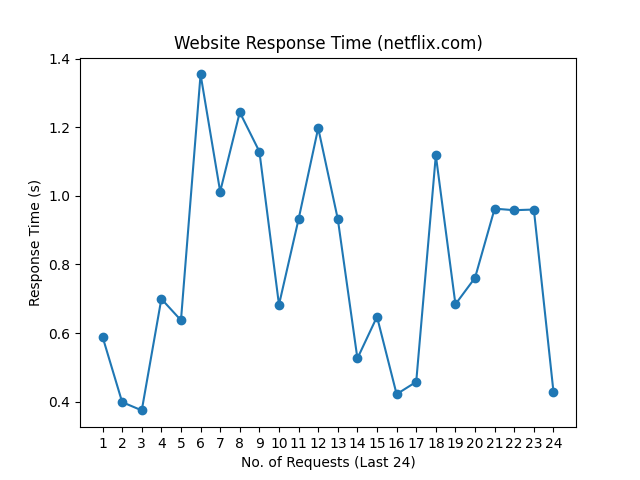 Website Response Time (netflix.com)
1.4
1.2
1.0
0.8
0.6
0.4
Response Time (s)
1 2 3 4 5 6 7 8 9 10 11 12 13 14 15 16 17 18 19 20 21 22 23 24
No. of Requests (Last 24)